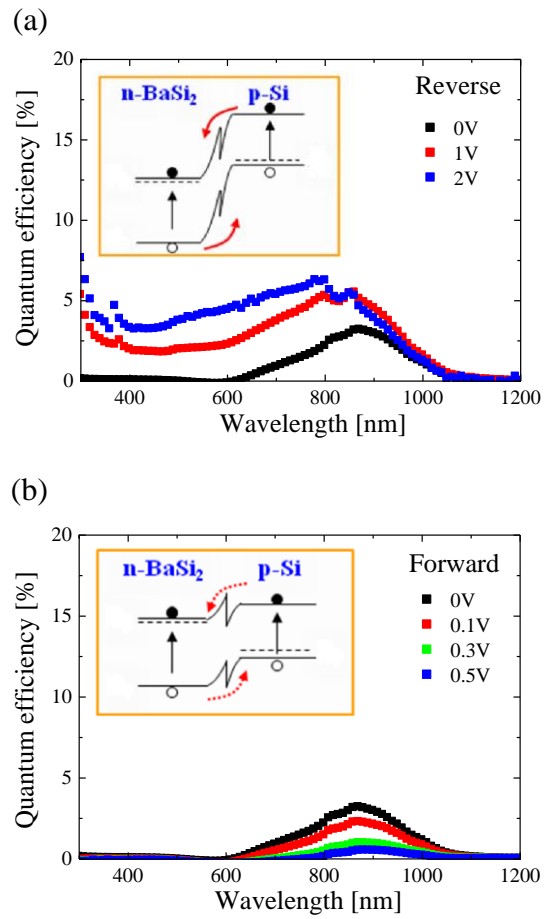 (a)
Quantum efficiency [%]
20
15
10
5
0
n-BaSi₂ p-Si
Reverse
0V
1V
2V
400 600 800 1000 1200
Wavelength [nm]
(b)
Quantum efficiency [%]
20
15
10
5
0
n-BaSi₂ p-Si
Forward
0V
0.1V
0.3V
0.5V
400 600 800 1000 1200
Wavelength [nm]